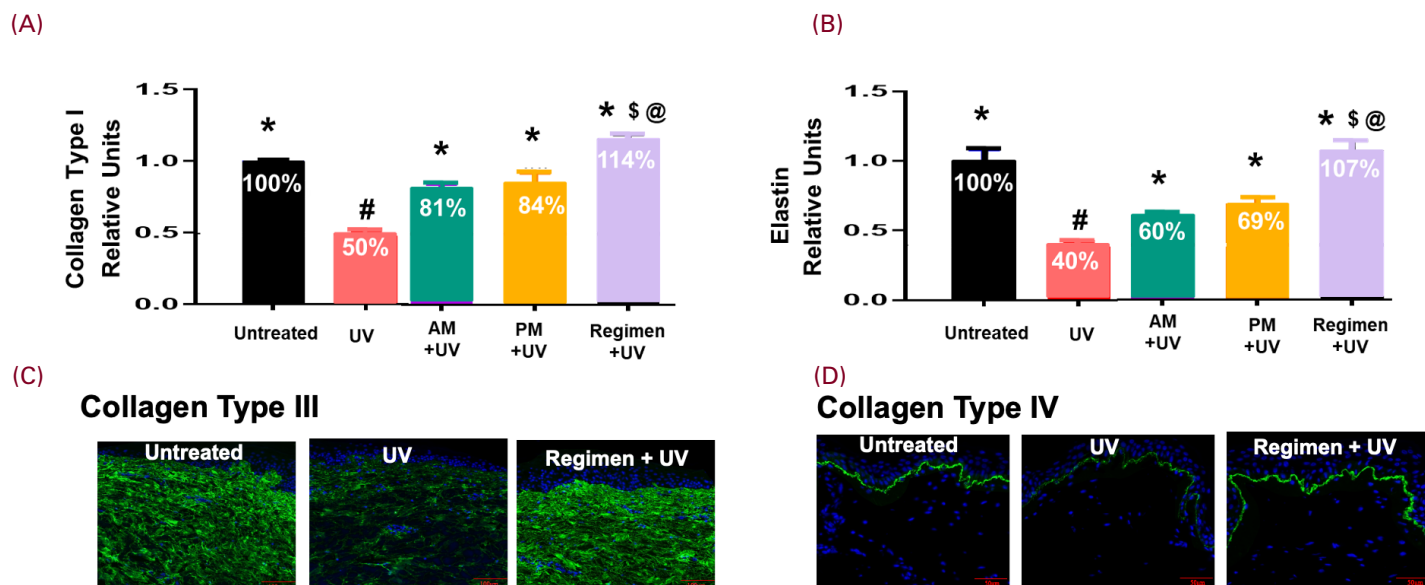 (A)
Collagen Type I
Relative Units
1.5
1.0
0.5
0.0
*
#
*
*
* $ @
100%
50%
81%
84%
114%
Untreated
UV
AM
+UV
PM
+UV
Regimen
+UV
(B)
Elastin
Relative Units
1.5
1.0
0.5
0.0
*
#
*
*
* $ @
100%
40%
60%
69%
107%
Untreated
UV
AM
+UV
PM
+UV
Regimen
+UV
(C)
Collagen Type III
Untreated
UV
Regimen + UV
(D)
Collagen Type IV
Untreated
UV
Regimen + UV